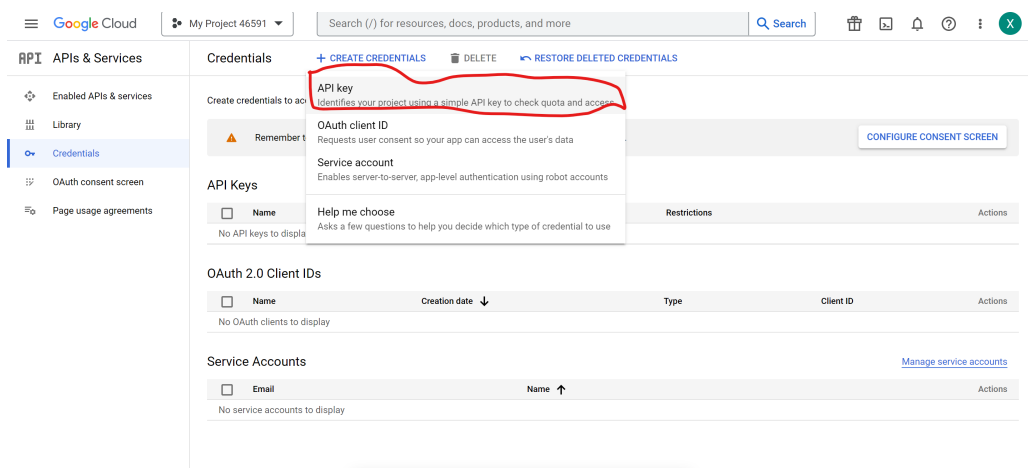 Google Cloud
My Project 46591
Search (/) for resources, docs, products, and more
Search
X
API APIs & Services
Credentials
+ CREATE CREDENTIALS
DELETE
RESTORE DELETED CREDENTIALS
Enabled APIs & services
Library
Credentials
OAuth consent screen
Page usage agreements
Create credentials to ac
API key
Identifies your project using a simple API key to check quota and access
OAuth client ID
Requests user consent so your app can access the user's data
Service account
Enables server-to-server, app-level authentication using robot accounts
Help me choose
Asks a few questions to help you decide which type of credential to use
Remember t
CONFIGURE CONSENT SCREEN
API Keys
Name
Restrictions
Actions
No API keys to displa
OAuth 2.0 Client IDs
Name
Creation date
Type
Client ID
Actions
No OAuth clients to display
Service Accounts
Manage service accounts
Email
Name
Actions
No service accounts to display